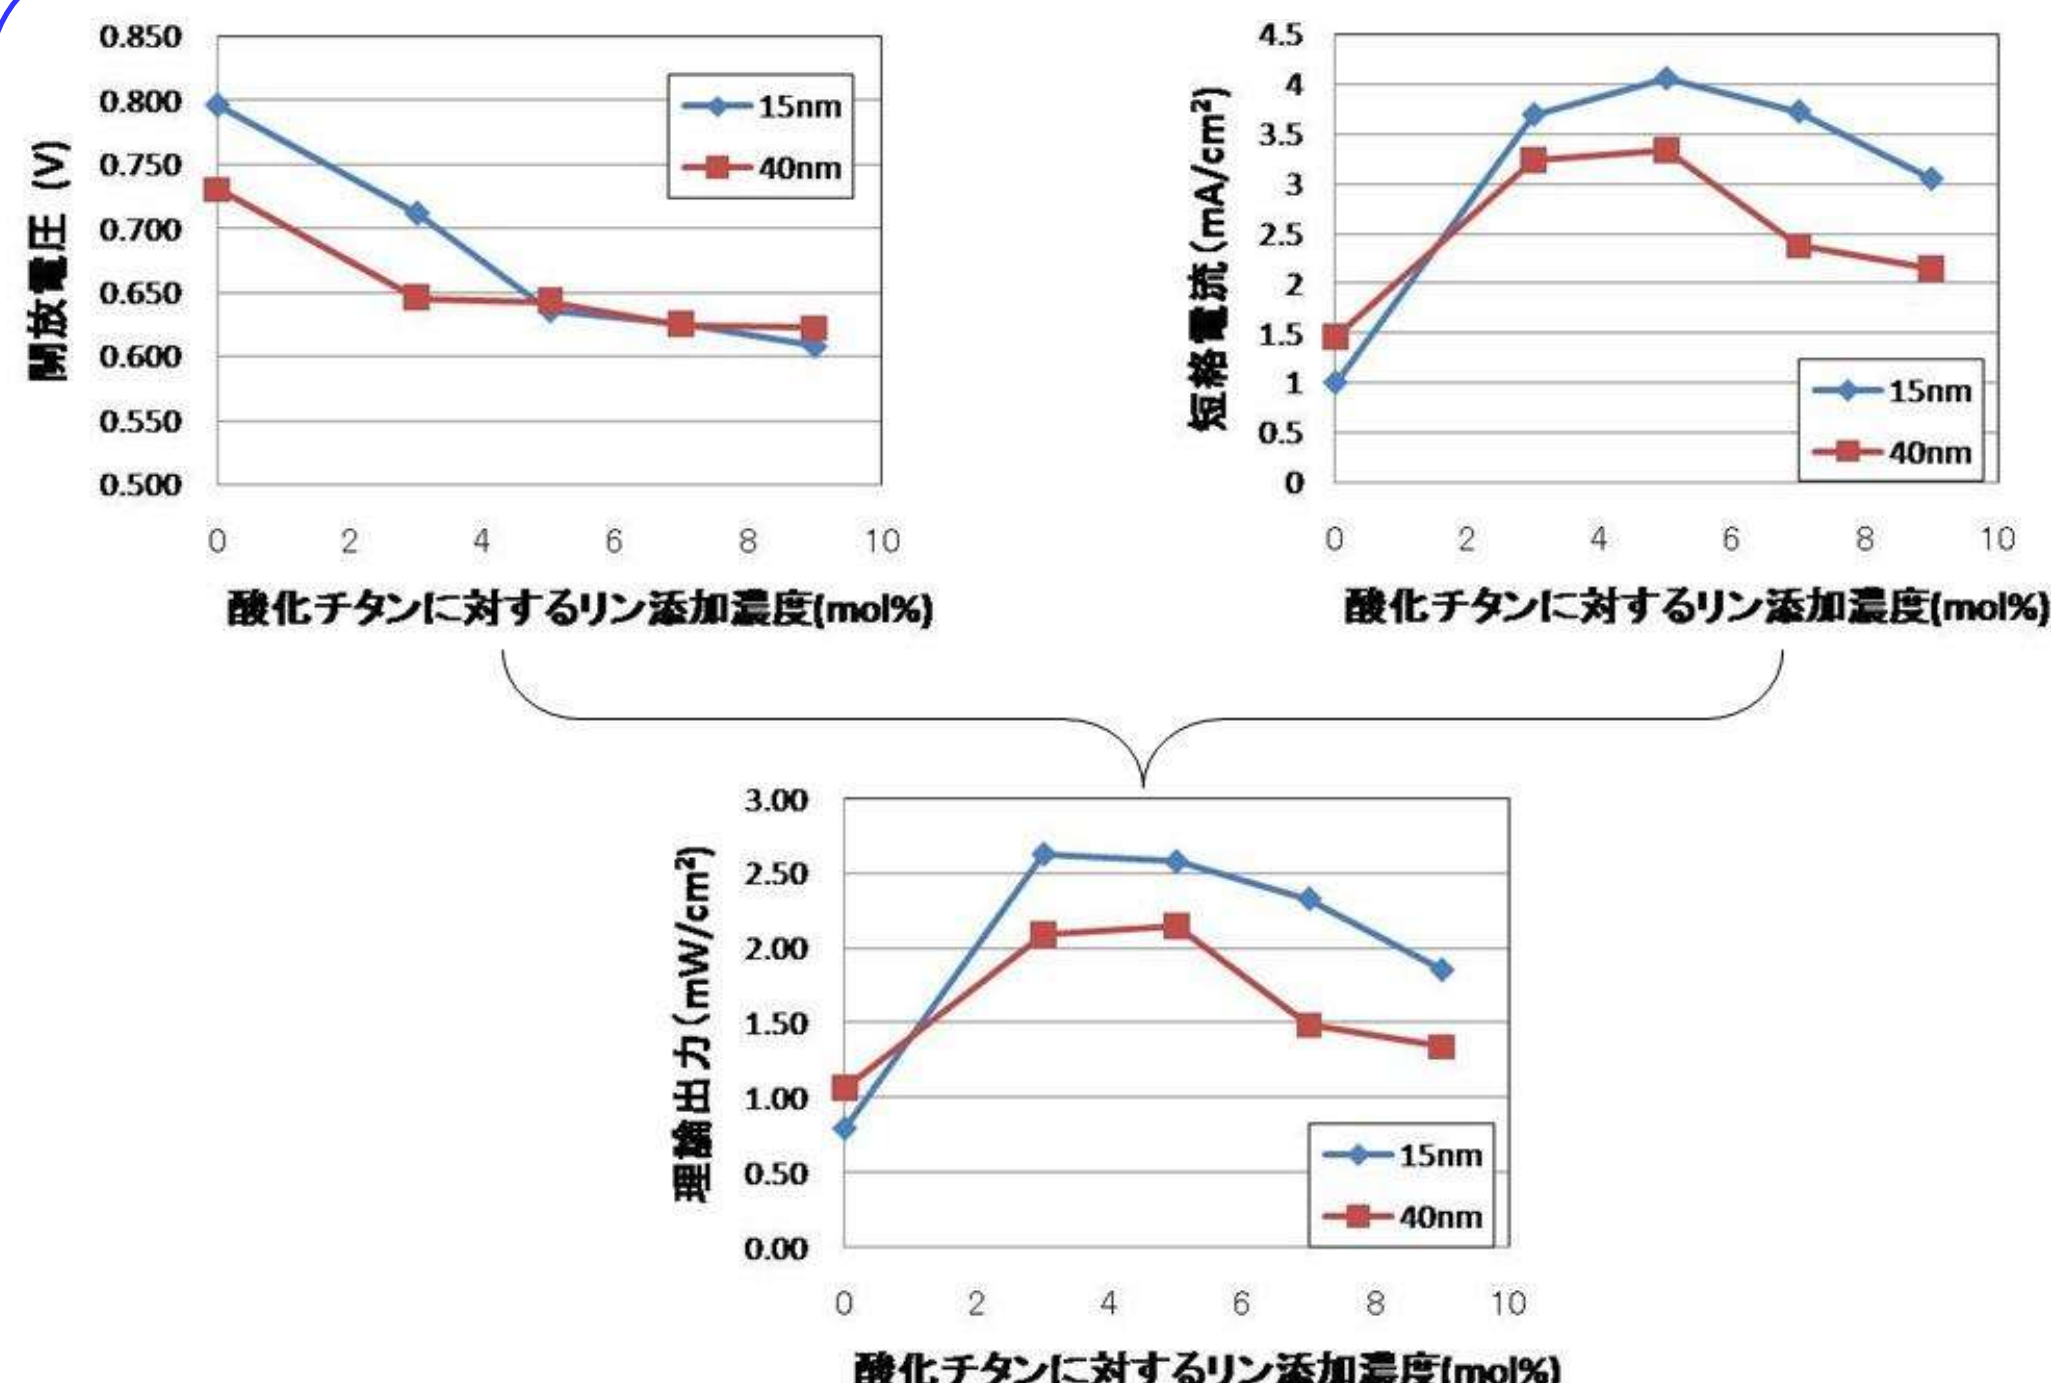 0.850
0.800
0.750
0.700
0.650
0.600
0.550
0.500
開放電圧 (V)
15nm
40nm
0 2 4 6 8 10
酸化チタンに対するリン添加濃度(mol%)
4.5
4
3.5
3
2.5
2
1.5
1
0.5
0
短絡電流(mA/cm²)
15nm
40nm
0 2 4 6 8 10
酸化チタンに対するリン添加濃度(mol%)
3.00
2.50
2.00
1.50
1.00
0.50
0.00
理論出力(mW/cm²)
15nm
40nm
0 2 4 6 8 10
酸化チタンに対するリン添加濃度(mol%)